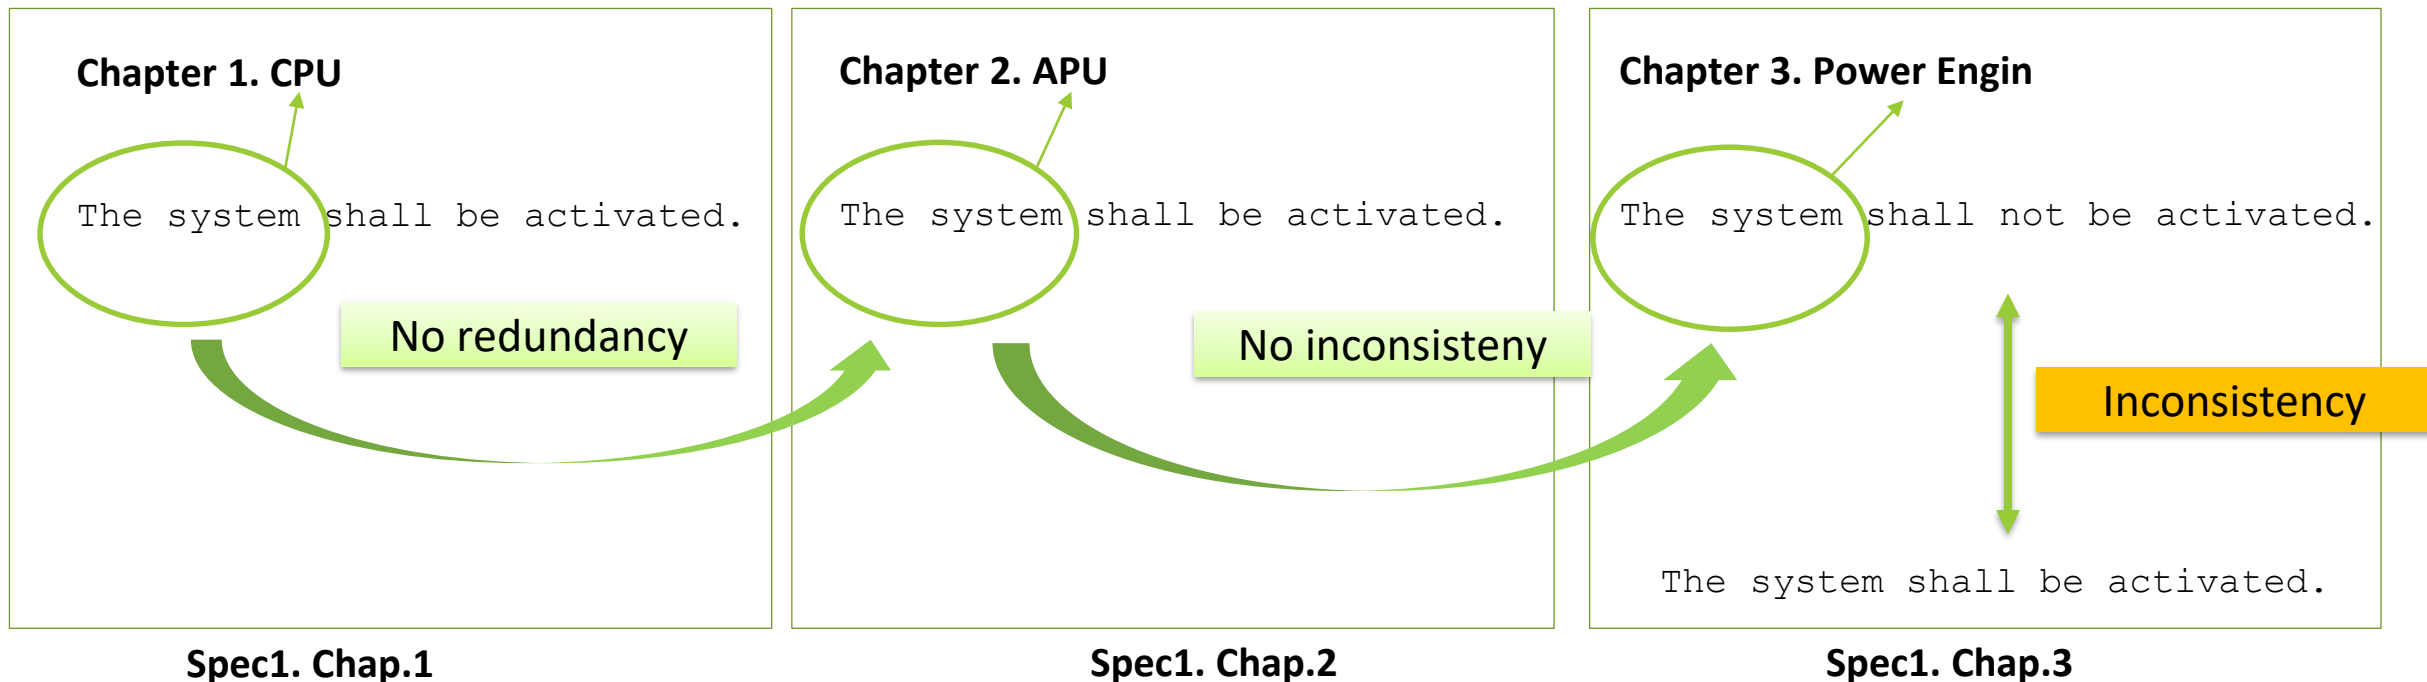 Chapter 1. CPU
The system shall be activated.
No redundancy
Spec1. Chap.1
Chapter 2. APU
The system shall be activated.
No inconsisteny
Spec1. Chap.2
Chapter 3. Power Engin
The system shall not be activated.
Inconsistency
The system shall be activated.
Spec1. Chap.3